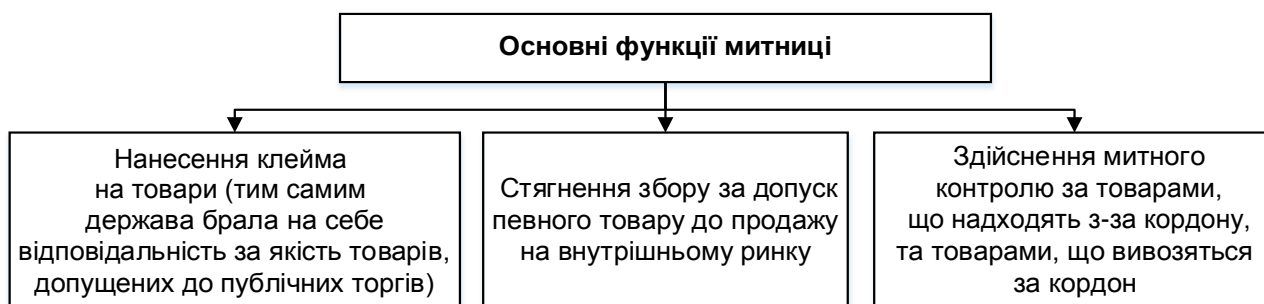 Основні функції митниці
Нанесення клейма
на товари (тим самим
держава брала на себе
відповідальність за якість товарів,
допущених до публічних торгів)
Стягнення збору за допуск
певного товару до продажу
на внутрішньому ринку
Здійснення митного
контролю за товарами,
що надходять з-за кордону,
та товарами, що вивозяться
за кордон